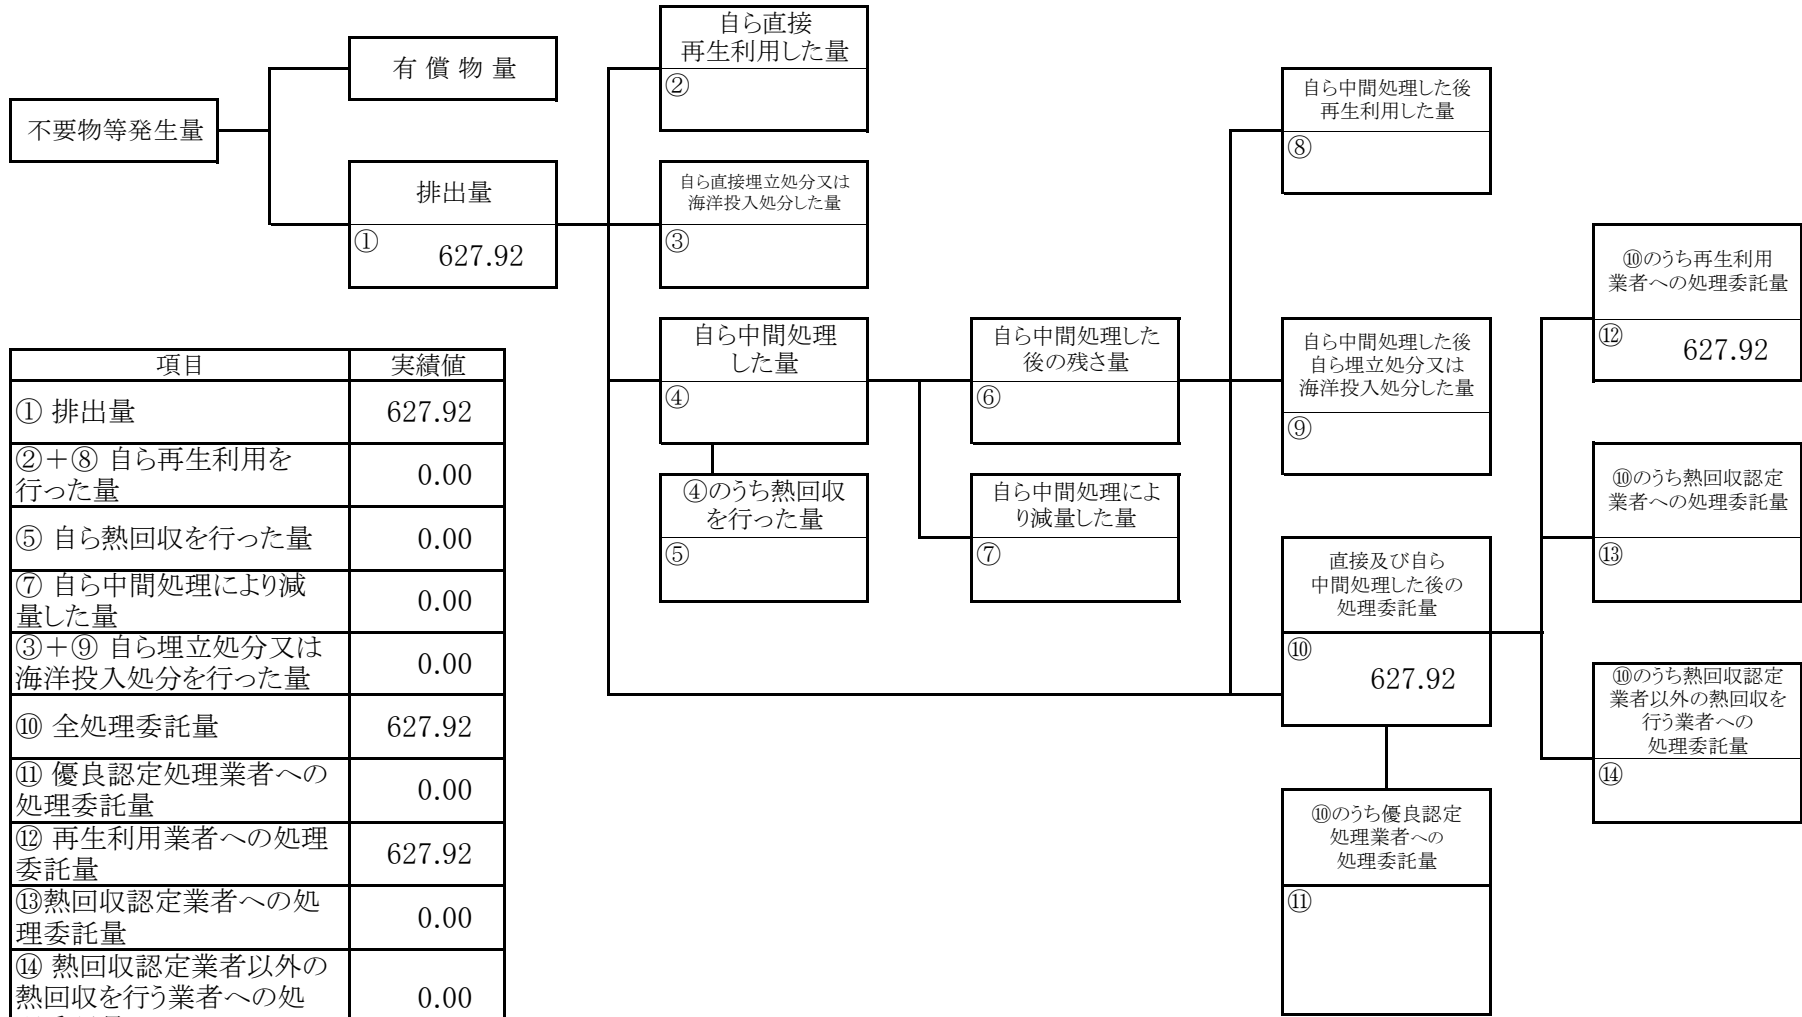 不要物等発生量
有 償 物 量
排出量
①
627.92
自ら直接
再生利用した量
②
自ら直接埋立処分又は
海洋投入処分した量
③
自ら中間処理
した量
④
④のうち熱回収
を行った量
⑤
自ら中間処理した
後の残さ量
⑥
自ら中間処理によ
り減量した量
⑦
自ら中間処理した後
再生利用した量
⑧
自ら中間処理した後
自ら埋立処分又は
海洋投入処分した量
⑨
直接及び自ら
中間処理した後の
処理委託量
⑩
627.92
⑩のうち優良認定
処理業者への
処理委託量
⑪
⑩のうち再生利用
業者への処理委託量
⑫
627.92
⑩のうち熱回収認定
業者への処理委託量
⑬
⑩のうち熱回収認定
業者以外の熱回収を
行う業者への
処理委託量
⑭
項目 実績値
① 排出量 627.92
②＋⑧ 自ら再生利用を
行った量 0.00
⑤ 自ら熱回収を行った量 0.00
⑦ 自ら中間処理により減
量した量 0.00
③＋⑨ 自ら埋立処分又は
海洋投入処分を行った量 0.00
⑩ 全処理委託量 627.92
⑪ 優良認定処理業者への
処理委託量 0.00
⑫ 再生利用業者への処理
委託量 627.92
⑬熱回収認定業者への処
理委託量 0.00
⑭ 熱回収認定業者以外の
熱回収を行う業者への処 0.00